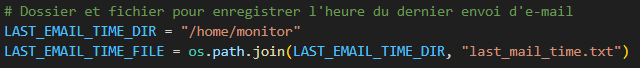 # Dossier et fichier pour enregistrer l'heure du dernier envoi d'e-mail
LAST_EMAIL_TIME_DIR = "/home/monitor"
LAST_EMAIL_TIME_FILE = os.path.join(LAST_EMAIL_TIME_DIR, "last_mail_time.txt")